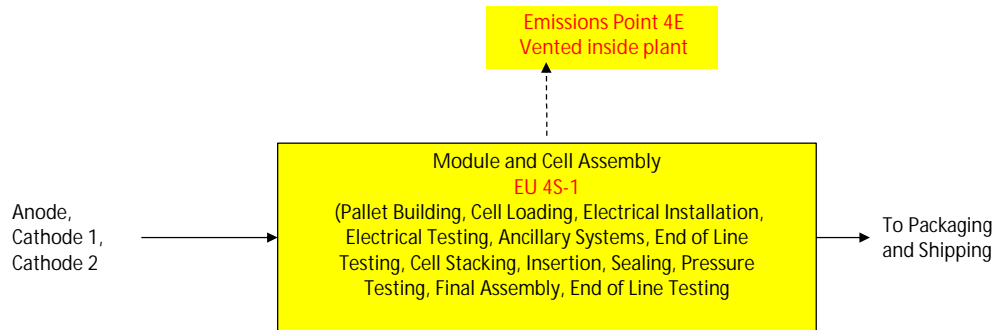 Emissions Point 4E
Vented inside plant
Module and Cell Assembly
EU 4S-1
(Pallet Building, Cell Loading, Electrical Installation,
Electrical Testing, Ancillary Systems, End of Line
Testing, Cell Stacking, Insertion, Sealing, Pressure
Testing, Final Assembly, End of Line Testing
Anode,
Cathode 1,
Cathode 2
To Packaging
and Shipping